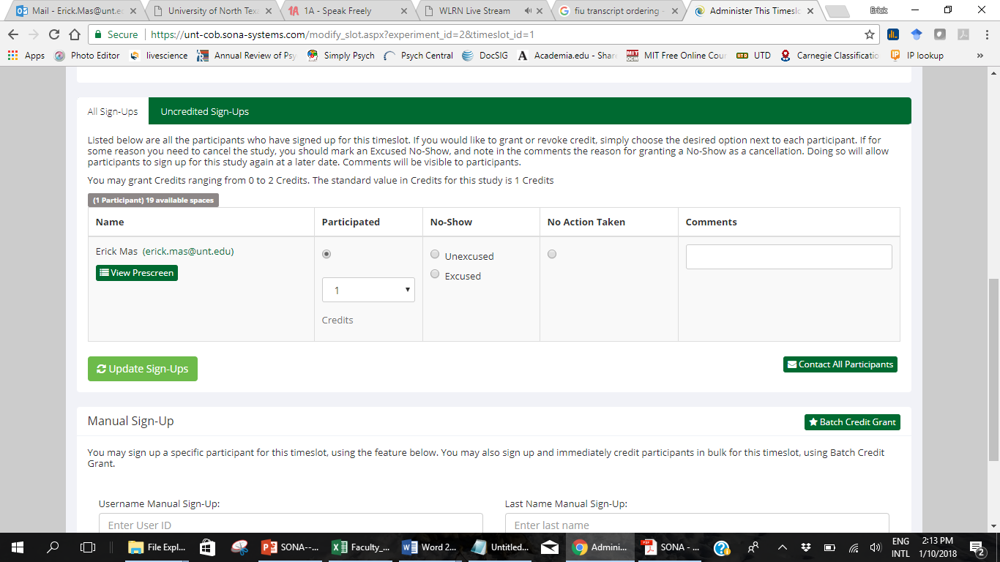 Mail - Erick.Mas@unt.e
University of North Tex
1A - Speak Freely
WLRN Live Stream
fiu transcript ordering -
Administer This Timeslo
Erick
Secure
https://unt-cob.sona-systems.com/modify_slot.aspx?experiment_id=2&timeslot_id=1
Apps
Photo Editor
livescience
Annual Review of Psy
Simply Psych
Psych Central
DocSIG
Academia.edu - Shar
MIT Free Online Cour
UTD
Carnegie Classificatio
IP lookup
»
All Sign-Ups
Uncredited Sign-Ups
Listed below are all the participants who have signed up for this timeslot. If you would like to grant or revoke credit, simply choose the desired option next to each participant. If for
some reason you need to cancel the study, you should mark an Excused No-Show, and note in the comments the reason for granting a No-Show as a cancellation. Doing so will allow
participants to sign up for this study again at a later date. Comments will be visible to participants.
You may grant Credits ranging from 0 to 2 Credits. The standard value in Credits for this study is 1 Credits
(1 Participant) 19 available spaces
Name
Participated
No-Show
No Action Taken
Comments
Erick Mas (erick.mas@unt.edu)
View Prescreen
1
Credits
Unexcused
Excused
Update Sign-Ups
Contact All Participants
Manual Sign-Up
Batch Credit Grant
You may sign up a specific participant for this timeslot, using the feature below. You may also sign up and immediately credit participants in bulk for this timeslot, using Batch Credit
Grant.
Username Manual Sign-Up:
Last Name Manual Sign-Up:
Enter User ID
Enter last name
File Expl...
SONA--...
Faculty_...
Word 2...
Untitled...
Admini...
SONA - ...
ENG
INTL
2:13 PM
1/10/2018
2